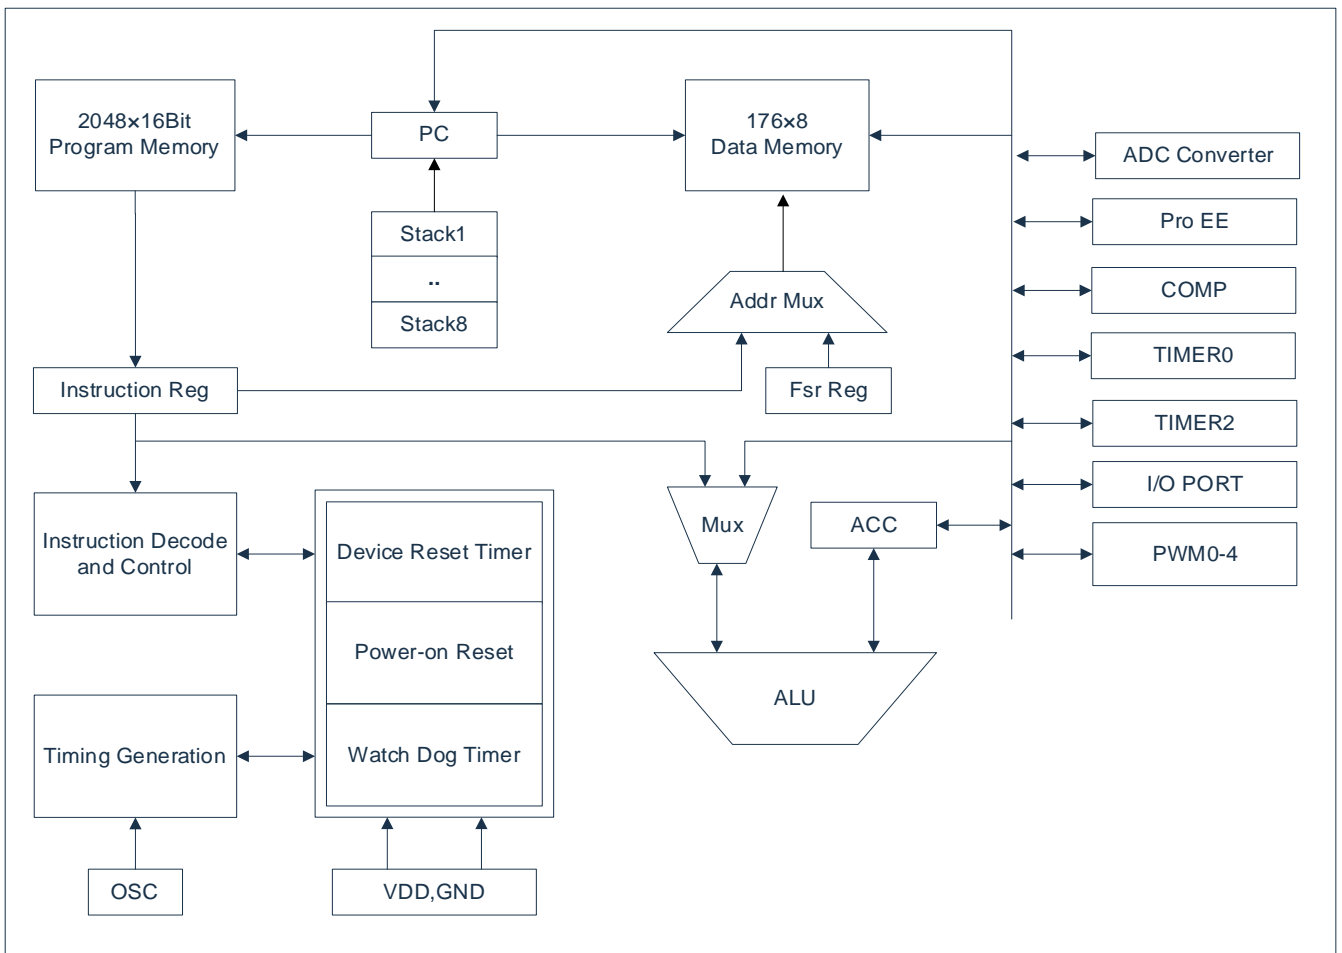 2048×16Bit
Program Memory
PC
176×8
Data Memory
ADC Converter
Pro EE
COMP
TIMER0
TIMER2
I/O PORT
PWM0-4
Stack1
..
Stack8
Addr Mux
Instruction Reg
Fsr Reg
Mux
ACC
ALU
Instruction Decode
and Control
Device Reset Timer
Power-on Reset
Watch Dog Timer
Timing Generation
OSC
VDD,GND